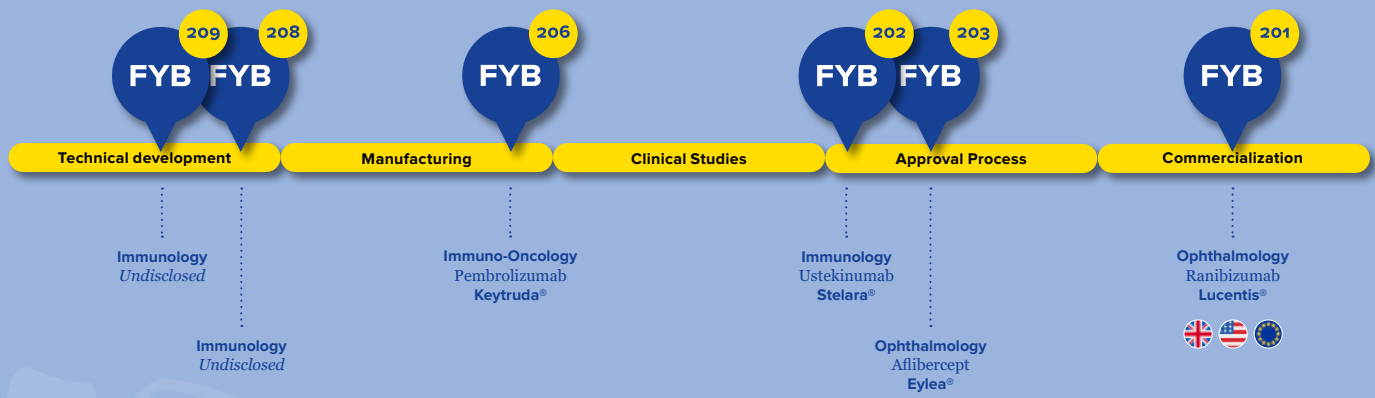 209
FYB
208
FYB
206
FYB
202
FYB
203
FYB
201
FYB
Technical development
Manufacturing
Clinical Studies
Approval Process
Commercialization
Immunology
Undisclosed
Immunology
Undisclosed
Immuno-Oncology
Pembrolizumab
Keytruda®
Immunology
Ustekinumab
Stelara®
Ophthalmology
Aflibercept
Eylea®
Ophthalmology
Ranibizumab
Lucentis®